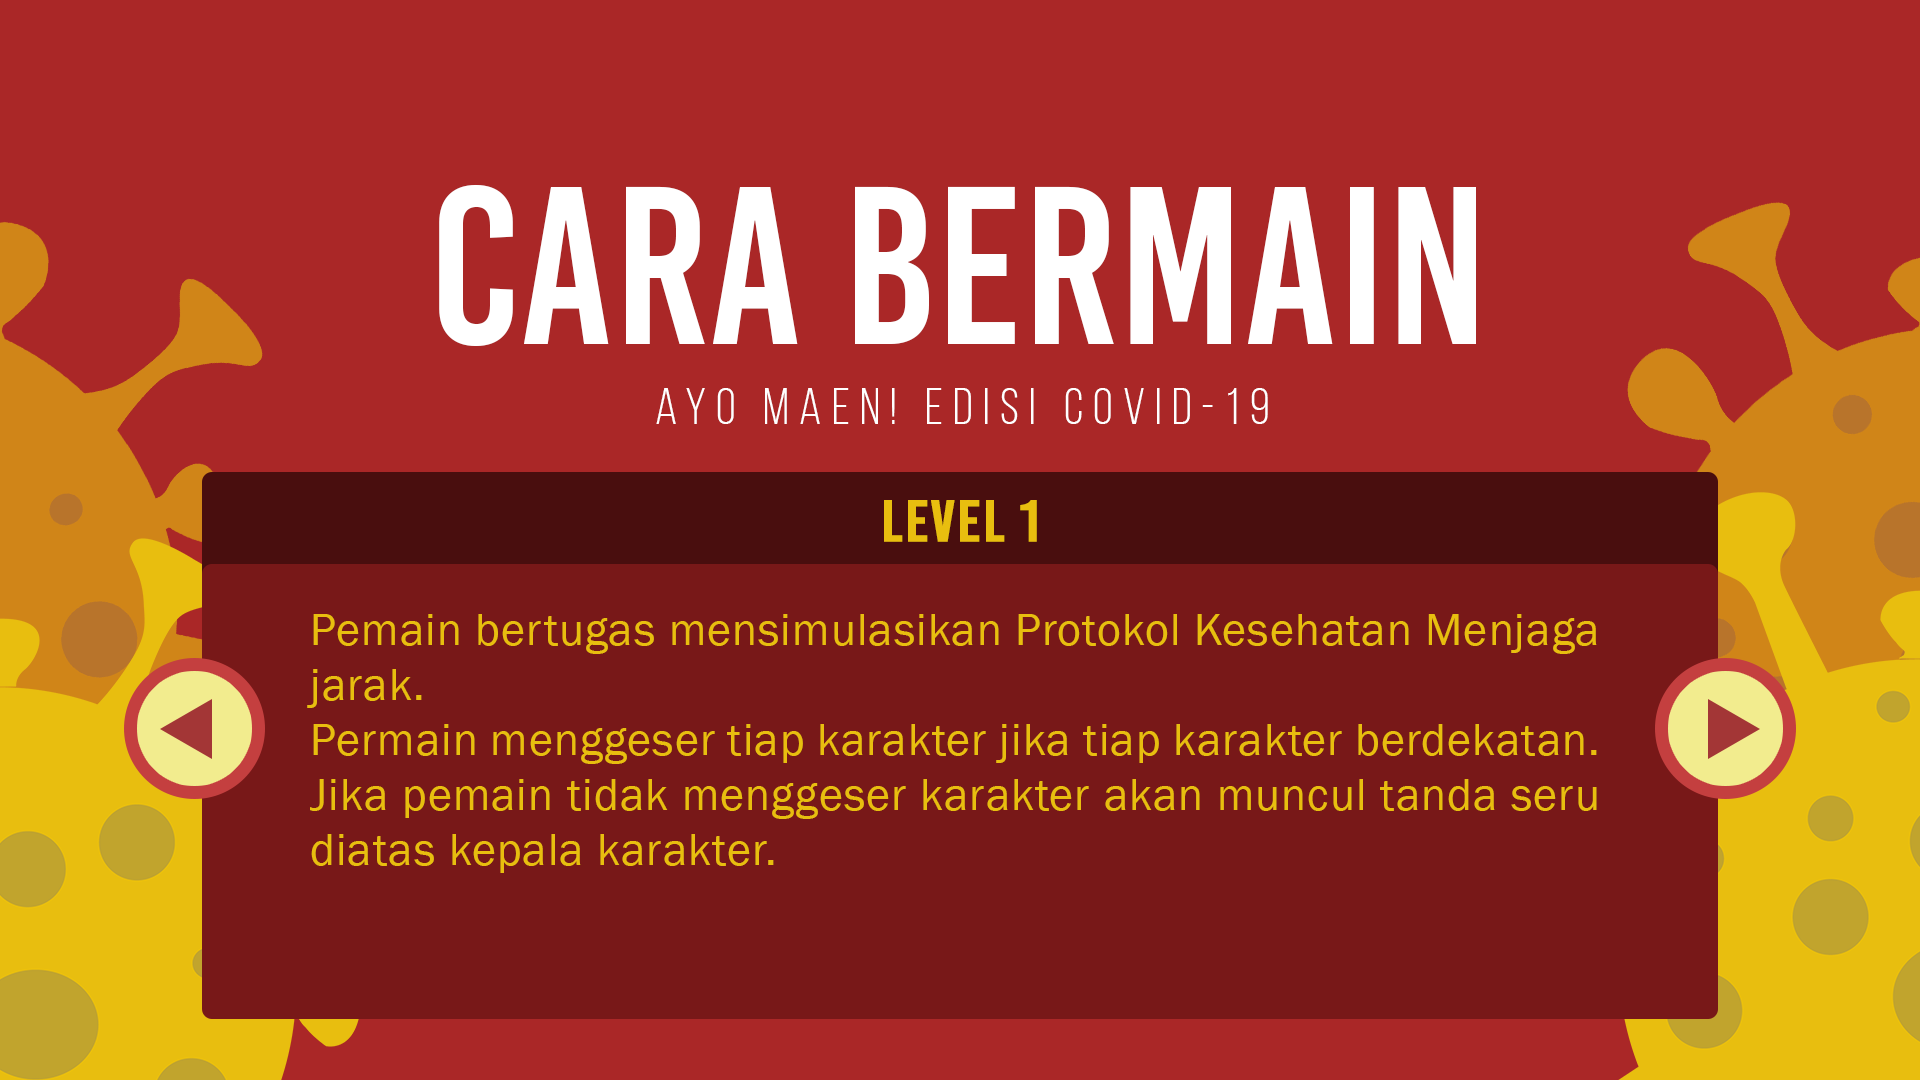 CARA BERMAIN
AYO MAEN! EDISI COVID-19
LEVEL 1
Pemain bertugas mensimulasikan Protokol Kesehatan Menjaga
jarak.
Permain menggeser tiap karakter jika tiap karakter berdekatan.
Jika pemain tidak menggeser karakter akan muncul tanda seru
diatas kepala karakter.